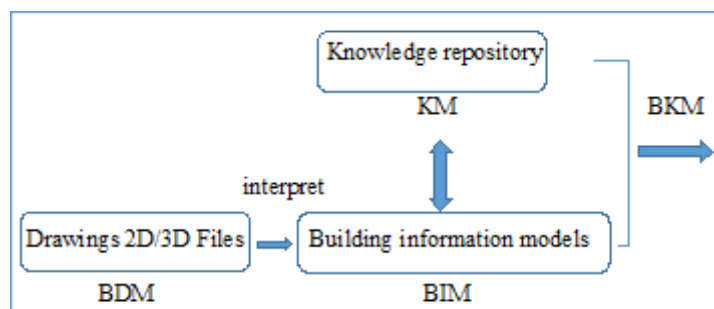 Knowledge repository
KM
BKM
interpret
Drawings 2D/3D Files
Building information models
BDM
BIM